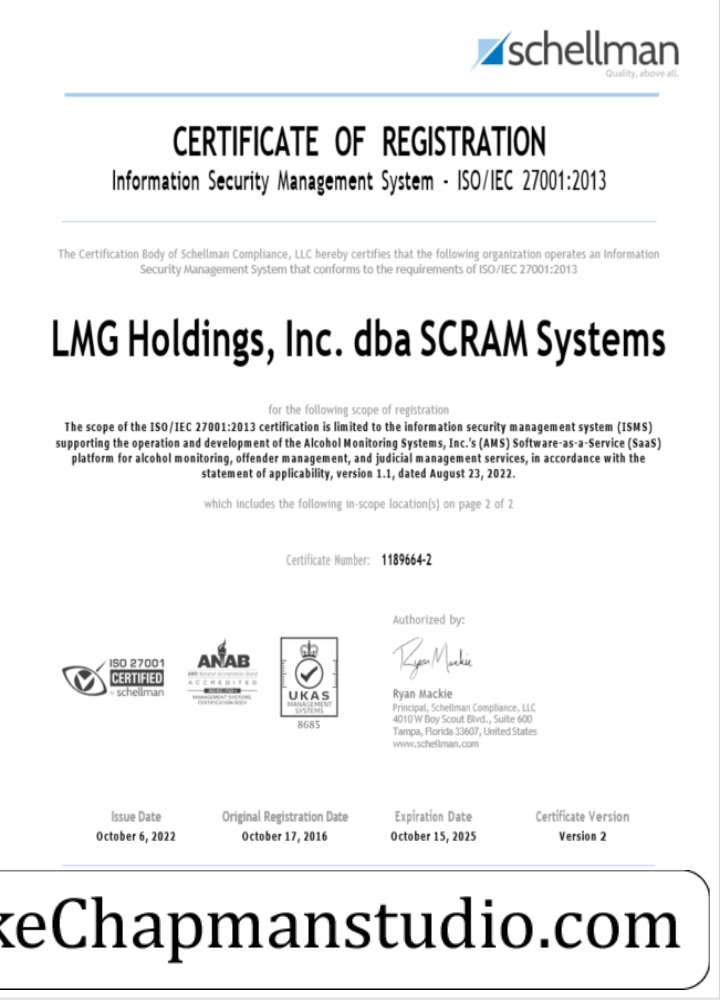 schellman
Quality, above all.
CERTIFICATE OF REGISTRATION
Information Security Management System - ISO/IEC 27001:2013
The Certification Body of Schellman Compliance, LLC hereby certifies that the following organization operates an Information
Security Management System that conforms to the requirements of ISO/IEC 27001:2013
LMG Holdings, Inc. dba SCRAM Systems
for the following scope of registration
The scope of the ISO/IEC 27001:2013 certification is limited to the information security management system (ISMS)
supporting the operation and development of the Alcohol Monitoring Systems, Inc.'s (AMS) Software-as-a-Service (SaaS)
platform for alcohol monitoring, offender management, and judicial management services, in accordance with the
statement of applicability, version 1.1, dated August 23, 2022.
which includes the following in-scope location(s) on page 2 of 2
Certificate Number: 1189664-2
Authorized by:
Ryan Mackie
ISO 27001
CERTIFIED
schellman
ANAB
ACCREDITED
MANAGEMENT SYSTEMS
CERTIFICATION BODY
UKAS
MANAGEMENT
SYSTEMS
8685
Ryan Mackie
Principal, Schellman Compliance, LLC
4010 W Boy Scout Blvd., Suite 600
Tampa, Florida 33607, United States
www.schellman.com
Issue Date Original Registration Date Expiration Date Certificate Version
October 6, 2022 October 17, 2016 October 15, 2025 Version 2
keChapmanstudio.com